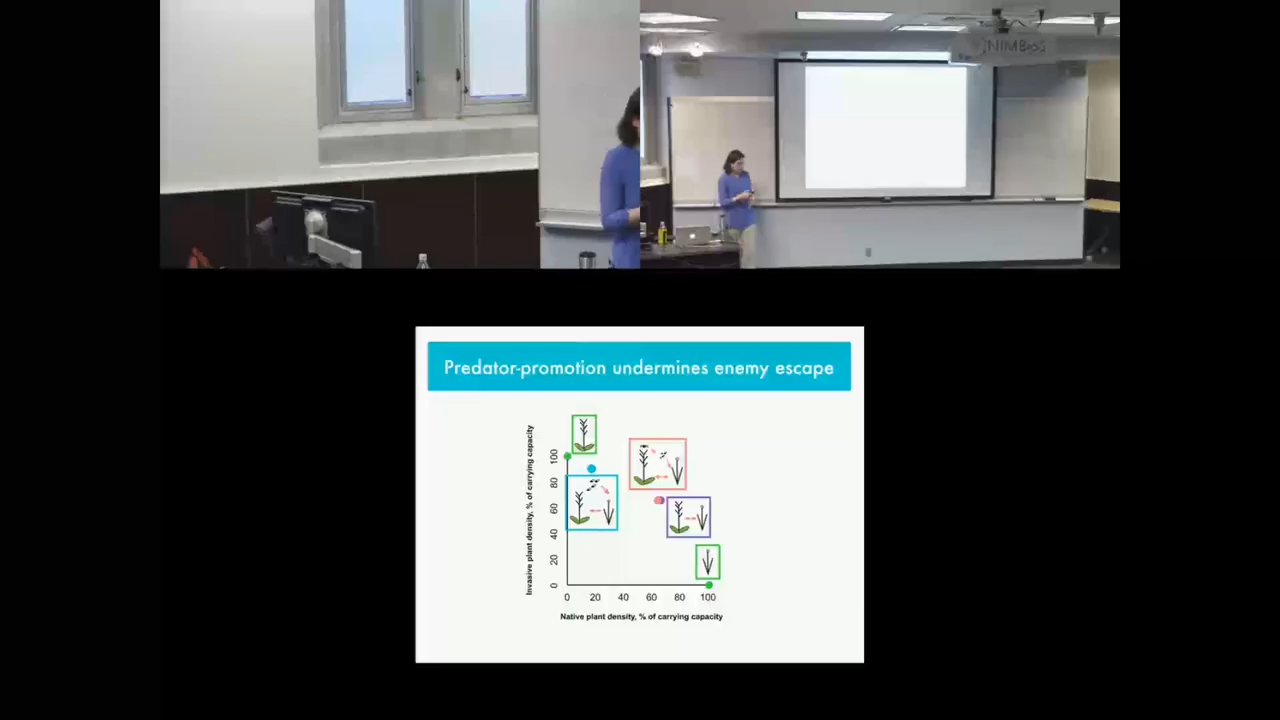 NIMBioS
Predator-promotion undermines enemy escape
Invasive plant density, % of carrying capacity
100
80
60
40
20
0
0 20 40 60 80 100
Native plant density, % of carrying capacity